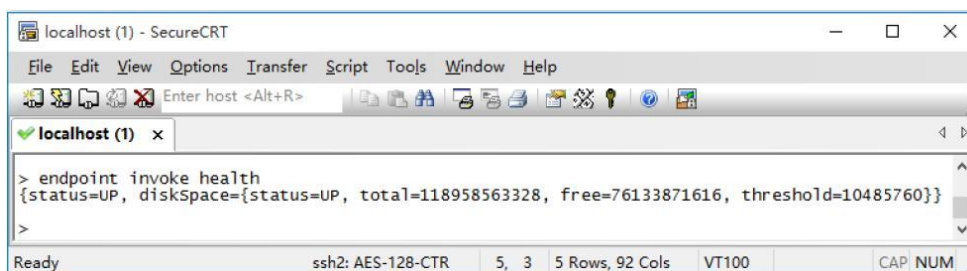 localhost (1) - SecureCRT
File Edit View Options Transfer Script Tools Window Help
Enter host <Alt+R>
localhost (1) x
> endpoint invoke health
{status=UP, diskSpace={status=UP, total=118958563328, free=76133871616, threshold=10485760}}
>
Ready ssh2: AES-128-CTR 5, 3 5 Rows, 92 Cols VT100 CAP NUM